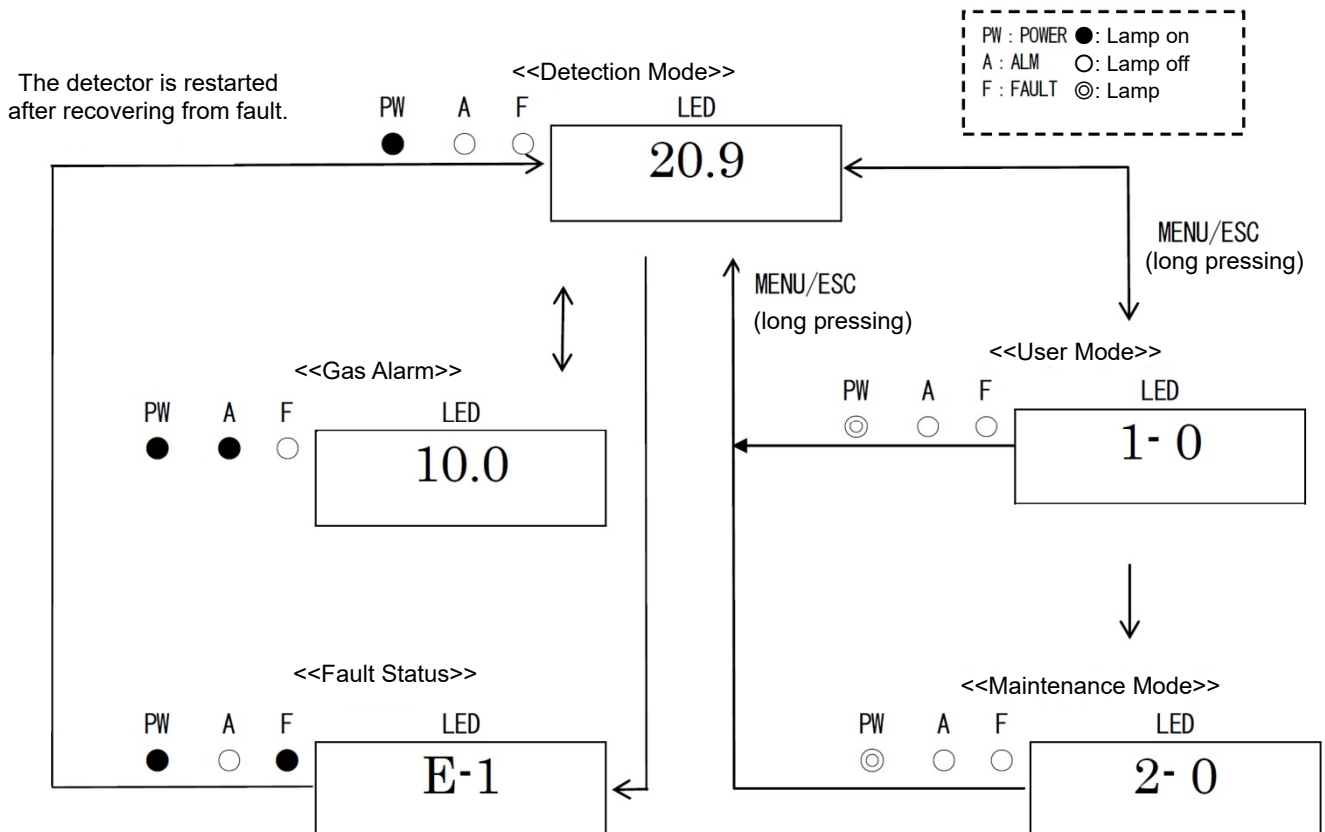 PW : POWER ●: Lamp on
A : ALM ○: Lamp off
F : FAULT ◎: Lamp
The detector is restarted
after recovering from fault.
<<Detection Mode>>
PW A F LED
20.9
MENU/ESC
(long pressing)
MENU/ESC
(long pressing)
<<Gas Alarm>>
PW A F LED
10.0
<<User Mode>>
PW A F LED
1- 0
<<Fault Status>>
PW A F LED
E-1
<<Maintenance Mode>>
PW A F LED
2- 0